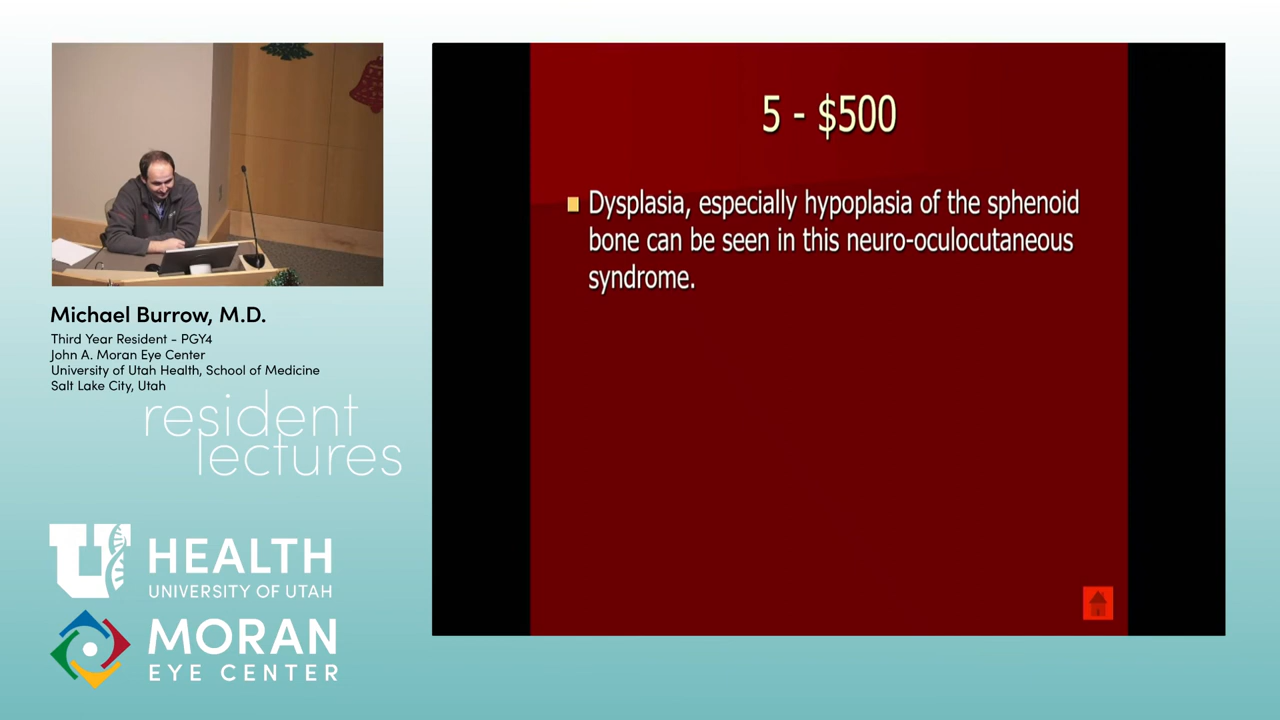 5 - $500
Dysplasia, especially hypoplasia of the sphenoid
bone can be seen in this neuro-oculocutaneous
syndrome.
Michael Burrow, M.D.
Third Year Resident - PGY4
John A. Moran Eye Center
University of Utah Health, School of Medicine
Salt Lake City, Utah
resident
lectures
U HEALTH
UNIVERSITY OF UTAH
MORAN
EYE CENTER